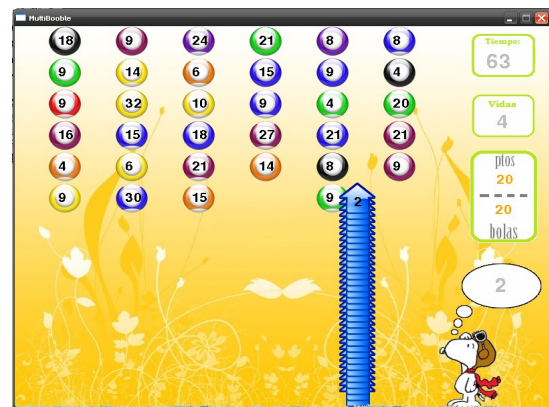 MultiBooble
18 9 24 21 8 8
9 14 6 15 9 4
9 32 10 9 4 20
16 15 18 27 21 21
4 6 21 14 8 9
9 30 15 9
2
Tiempo:
63
Vidas
4
ptos
20
20
bolas
2